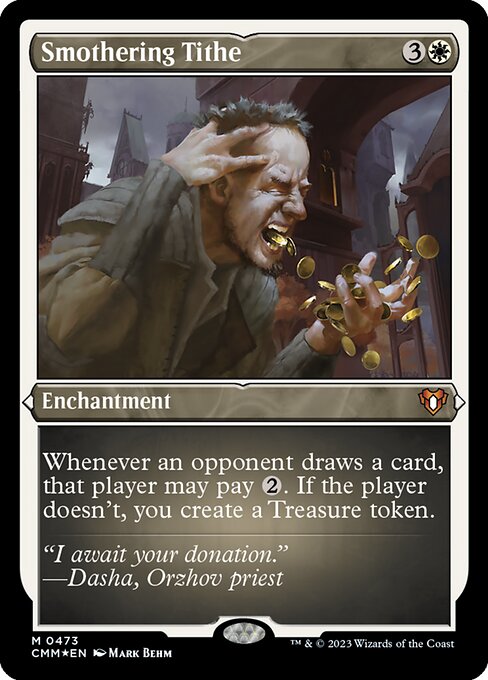 Smothering Tithe 3
Enchantment
Whenever an opponent draws a card,
that player may pay 2. If the player
doesn't, you create a Treasure token.
“I await your donation.”
—Dasha, Orzhov priest
M 0473
CMM★EN Mark Behm
™ & © 2023 Wizards of the Coast